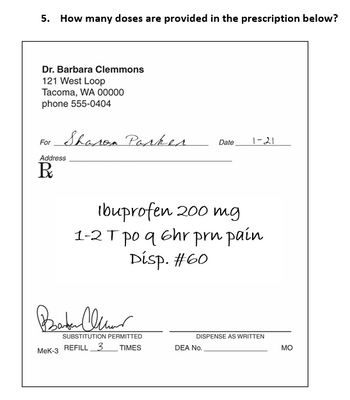 5. How many doses are provided in the prescription below?
Dr. Barbara Clemmons
121 West Loop
Tacoma, WA 00000
phone 555-0404
For Sharon Parker Date 1-21
Address
Rx
Ibuprofen 200 mg
1-2 T po q 6hr prn pain
Disp. #60
Barbara Clemmons
SUBSTITUTION PERMITTED DISPENSE AS WRITTEN
MeK-3 REFILL 3 TIMES DEA No. MO